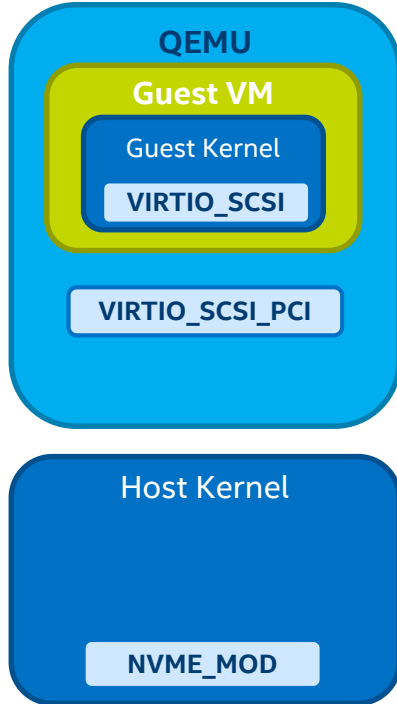 QEMU
Guest VM
Guest Kernel
VIRTIO_SCSI
VIRTIO_SCSI_PCI
Host Kernel
NVME_MOD